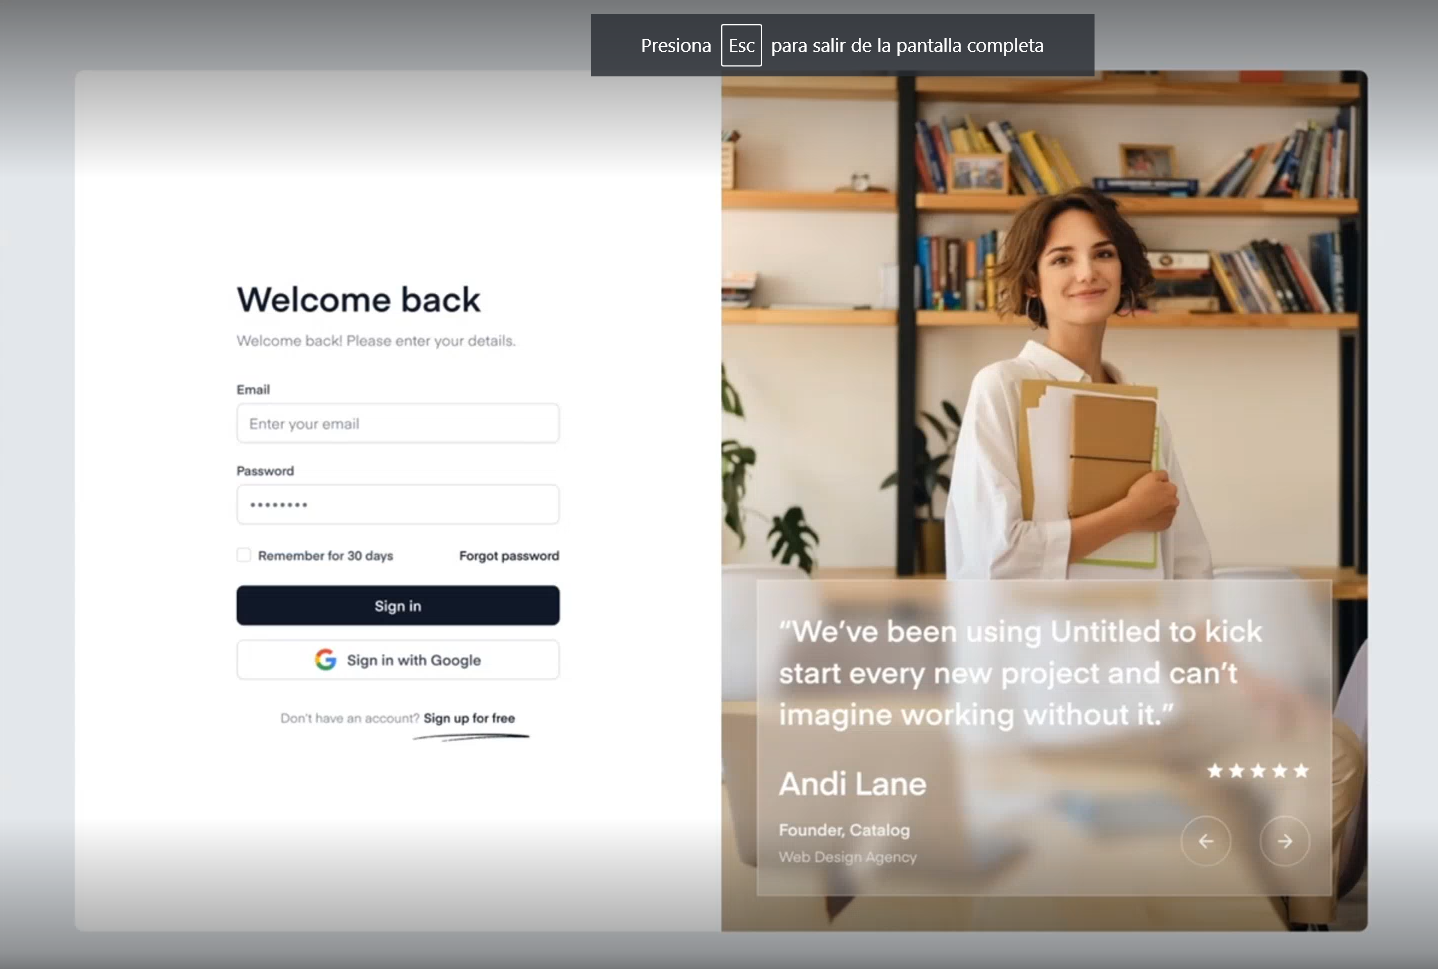 Presiona Esc para salir de la pantalla completa
Welcome back
Welcome back! Please enter your details.
Email
Enter your email
Password
••••••••
Remember for 30 days
Forgot password
Sign in
Sign in with Google
Don't have an account? Sign up for free
“We’ve been using Untitled to kick
start every new project and can’t
imagine working without it.”
Andi Lane
Founder, Catalog
Web Design Agency